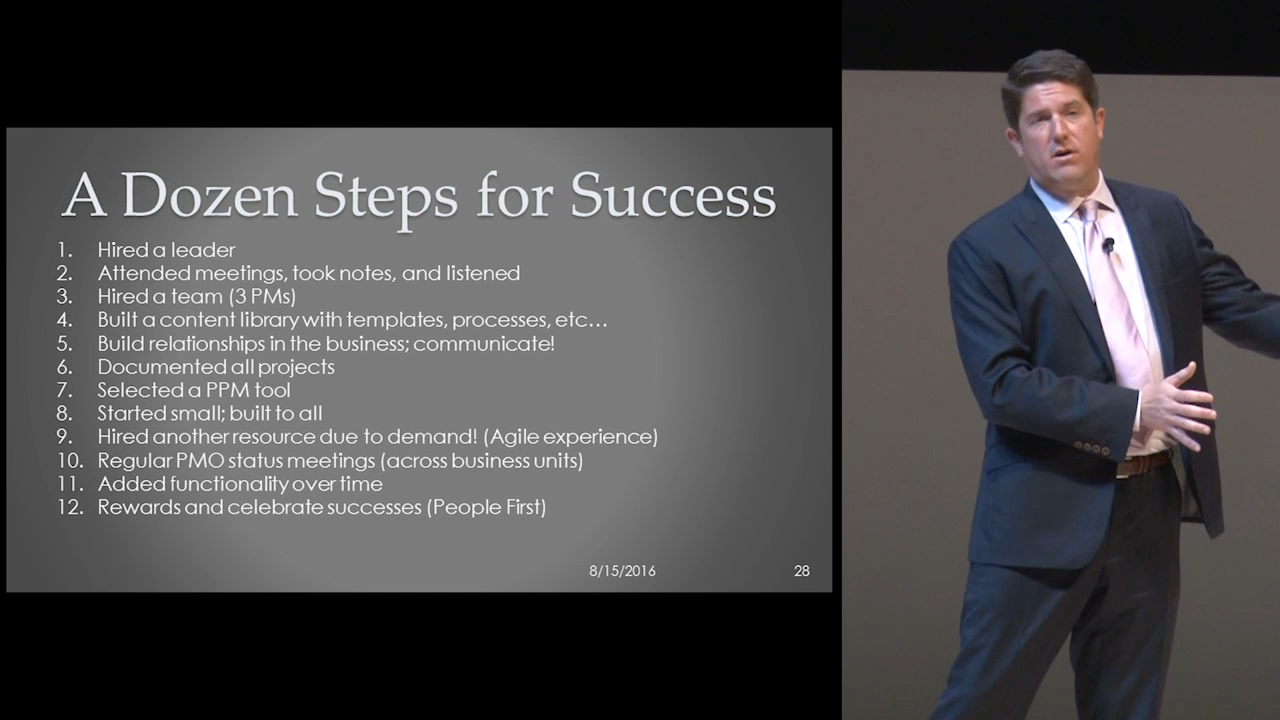 A Dozen Steps for Success
1. Hired a leader
2. Attended meetings, took notes, and listened
3. Hired a team (3 PMs)
4. Built a content library with templates, processes, etc…
5. Build relationships in the business; communicate!
6. Documented all projects
7. Selected a PPM tool
8. Started small; built to all
9. Hired another resource due to demand! (Agile experience)
10. Regular PMO status meetings (across business units)
11. Added functionality over time
12. Rewards and celebrate successes (People First)
8/15/2016 28